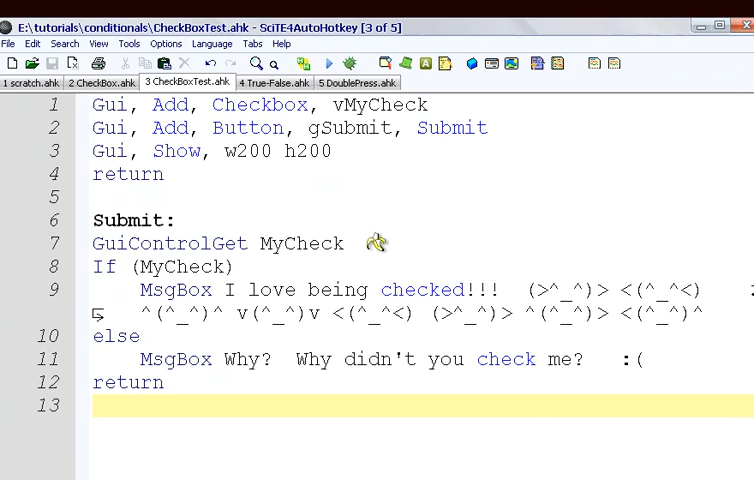 E:\tutorials\conditionals\CheckBoxTest.ahk - SciTE4AutoHotkey [3 of 5]
File Edit Search View Tools Options Language Tabs Help
1 scratch.ahk 2 CheckBox.ahk 3 CheckBoxTest.ahk 4 True-False.ahk 5 DoublePress.ahk
1 Gui, Add, Checkbox, vMyCheck
2 Gui, Add, Button, gSubmit, Submit
3 Gui, Show, w200 h200
4 return
5
6 Submit:
7 GuiControlGet MyCheck
8 If (MyCheck)
9 MsgBox I love being checked!!!  (>^_^)> <(^_^<)
^(^_^)^ v(^_^)v <(^_^<) (>^_^)> ^(^_^)> <(^_^)^
10 else
11 MsgBox Why?  Why didn't you check me?   :(
12 return
13